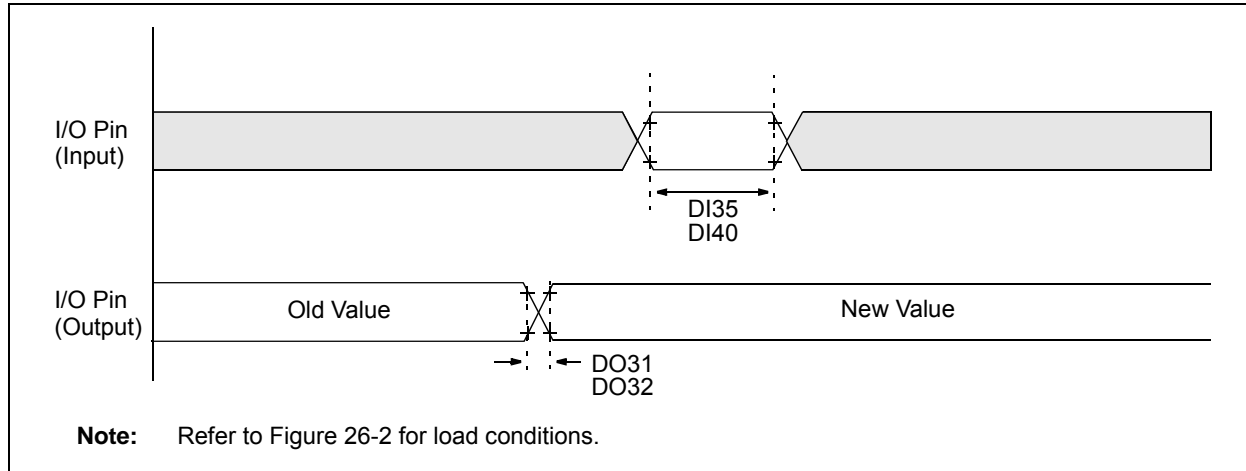 I/O Pin
(Input)
DI35
DI40
I/O Pin
(Output)
Old Value
New Value
DO31
DO32
Note: Refer to Figure 26-2 for load conditions.